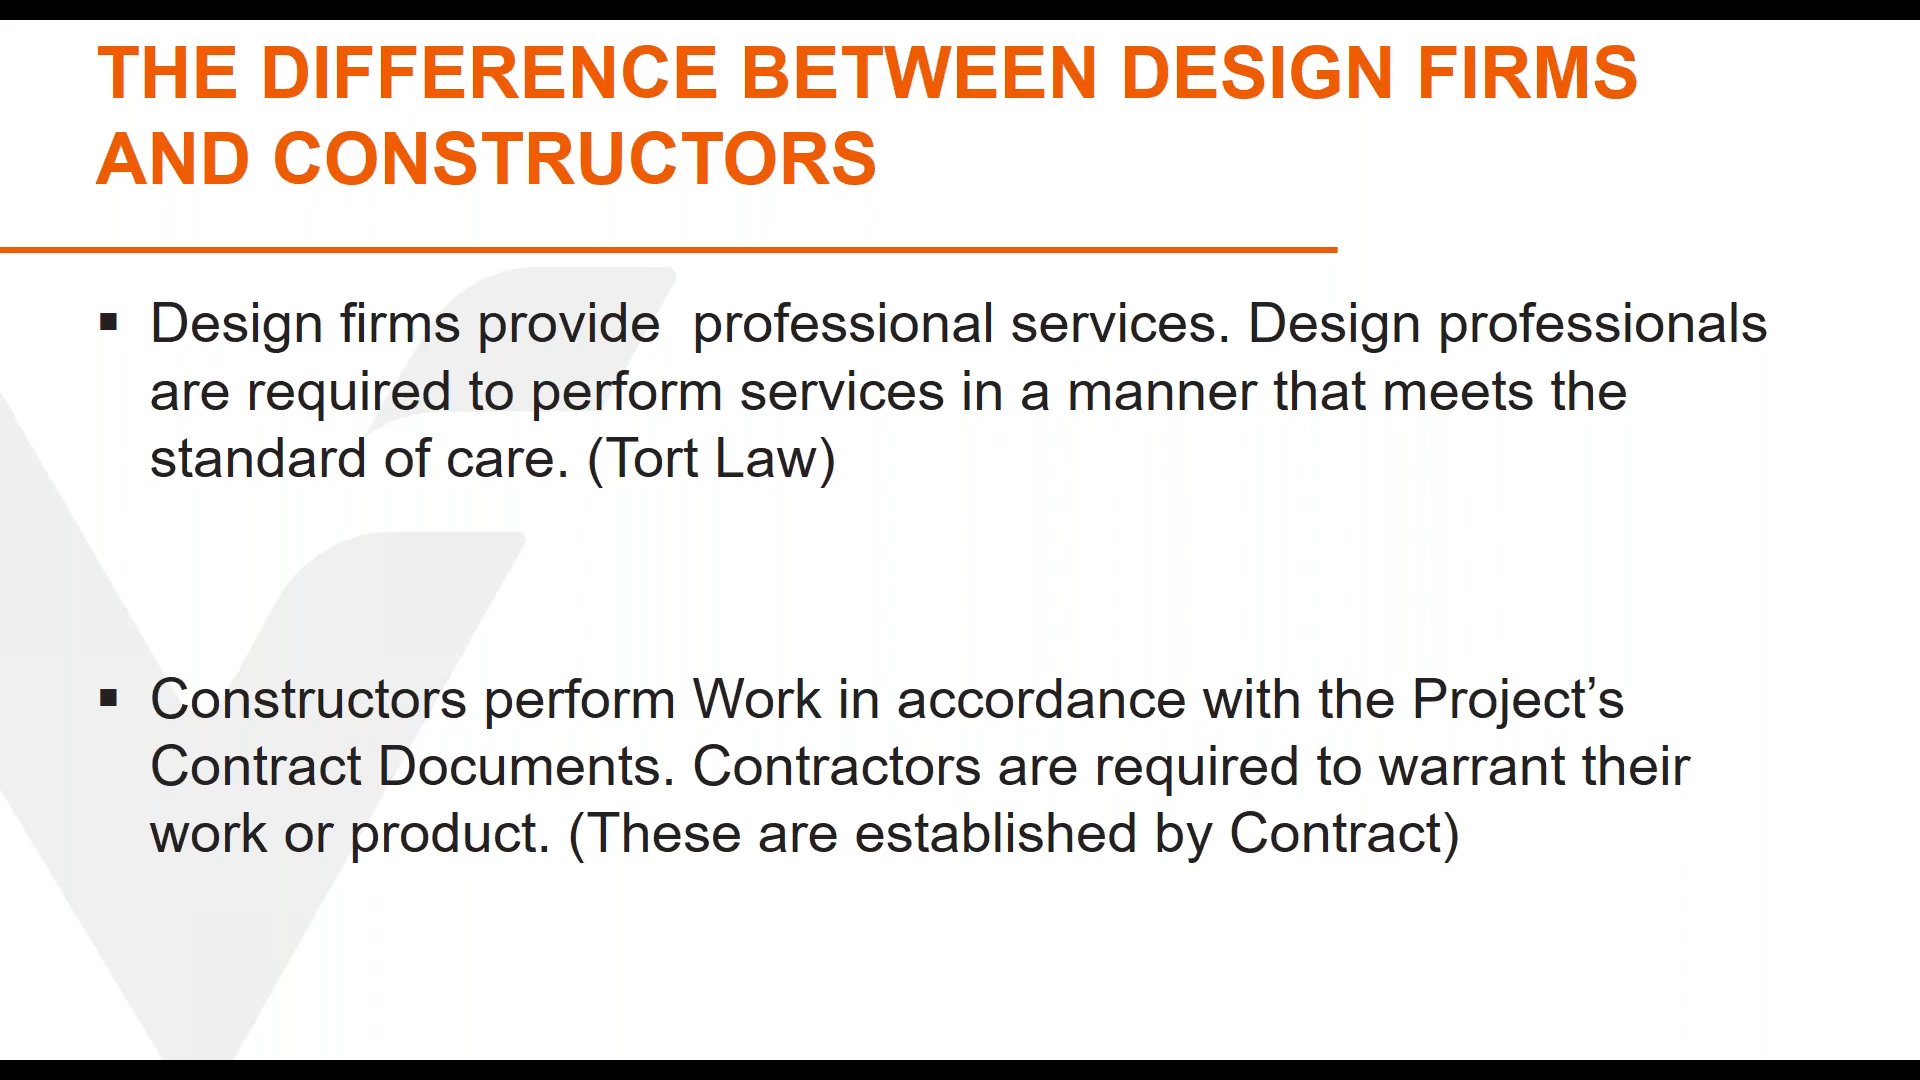 THE DIFFERENCE BETWEEN DESIGN FIRMS
AND CONSTRUCTORS
▪ Design firms provide  professional services. Design professionals
are required to perform services in a manner that meets the
standard of care. (Tort Law)
▪ Constructors perform Work in accordance with the Project’s
Contract Documents. Contractors are required to warrant their
work or product. (These are established by Contract)